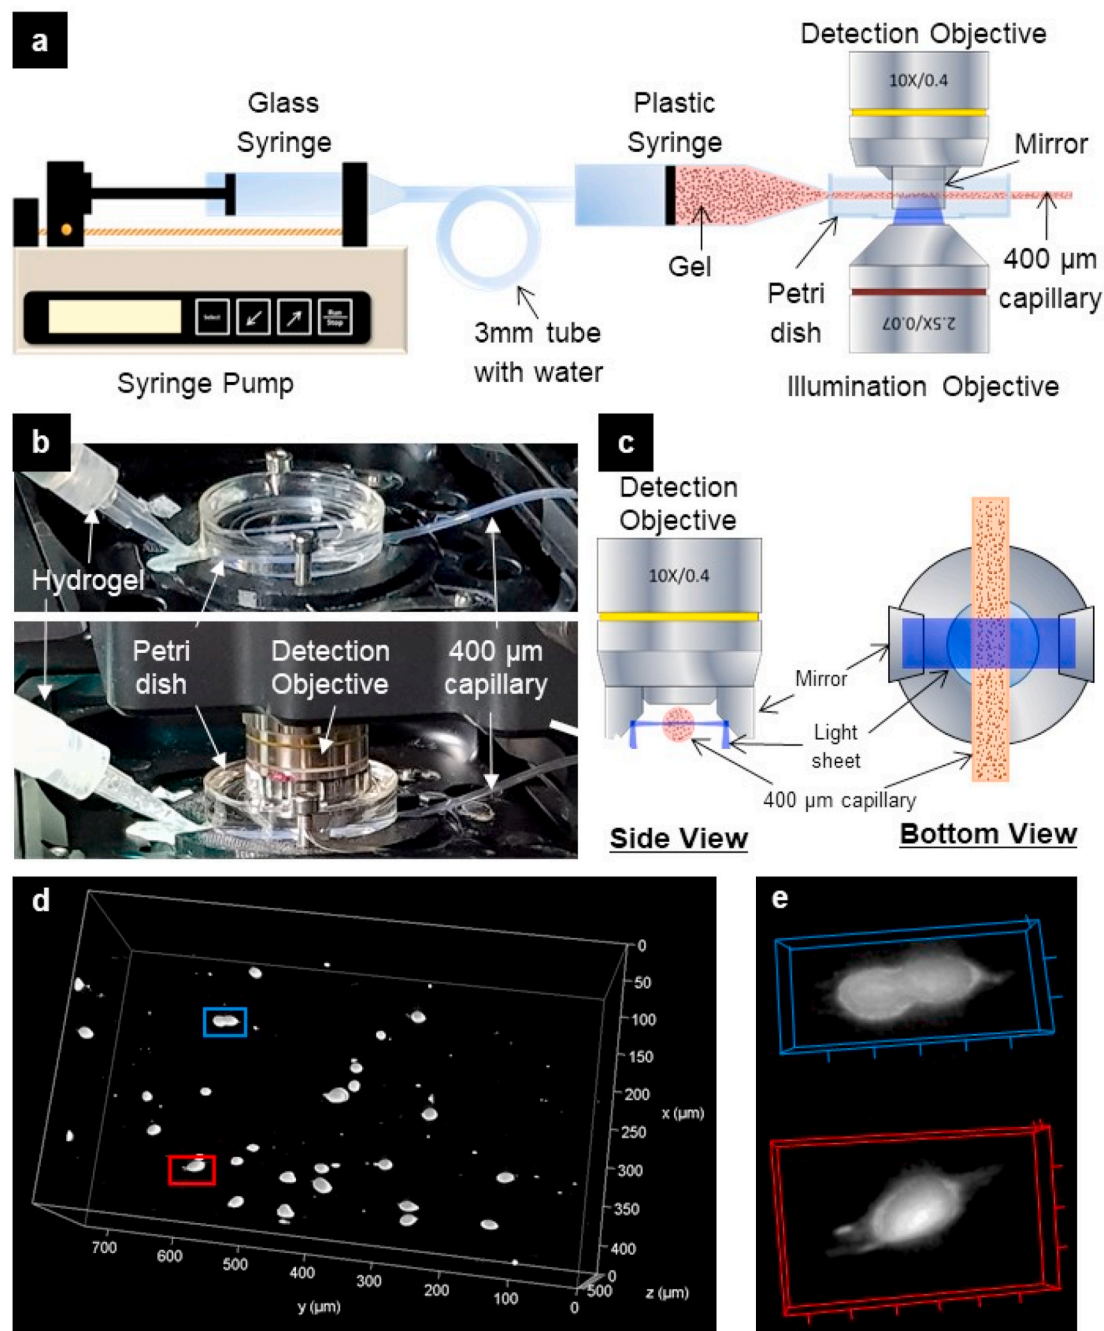 a
Detection Objective
10X/0.4
Glass
Syringe
Plastic
Syringe
Mirror
Gel
Petri
dish
400 µm
capillary
3mm tube
with water
Select
Run
Stop
2.5X/0.07
Syringe Pump
Illumination Objective
b
Hydrogel
Petri
dish
Detection
Objective
400 µm
capillary
c
Detection
Objective
10X/0.4
Mirror
Light
sheet
400 µm capillary
Side View
Bottom View
d
0
50
100
150
200
x (µm)
250
300
350
400
0
z (µm)
500
700
600
500
400
300
200
100
0
y (µm)
e